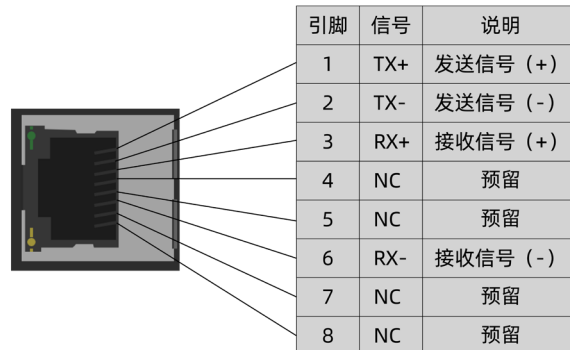 引脚 信号 说明
1 TX+ 发送信号（+）
2 TX- 发送信号（-）
3 RX+ 接收信号（+）
4 NC 预留
5 NC 预留
6 RX- 接收信号（-）
7 NC 预留
8 NC 预留